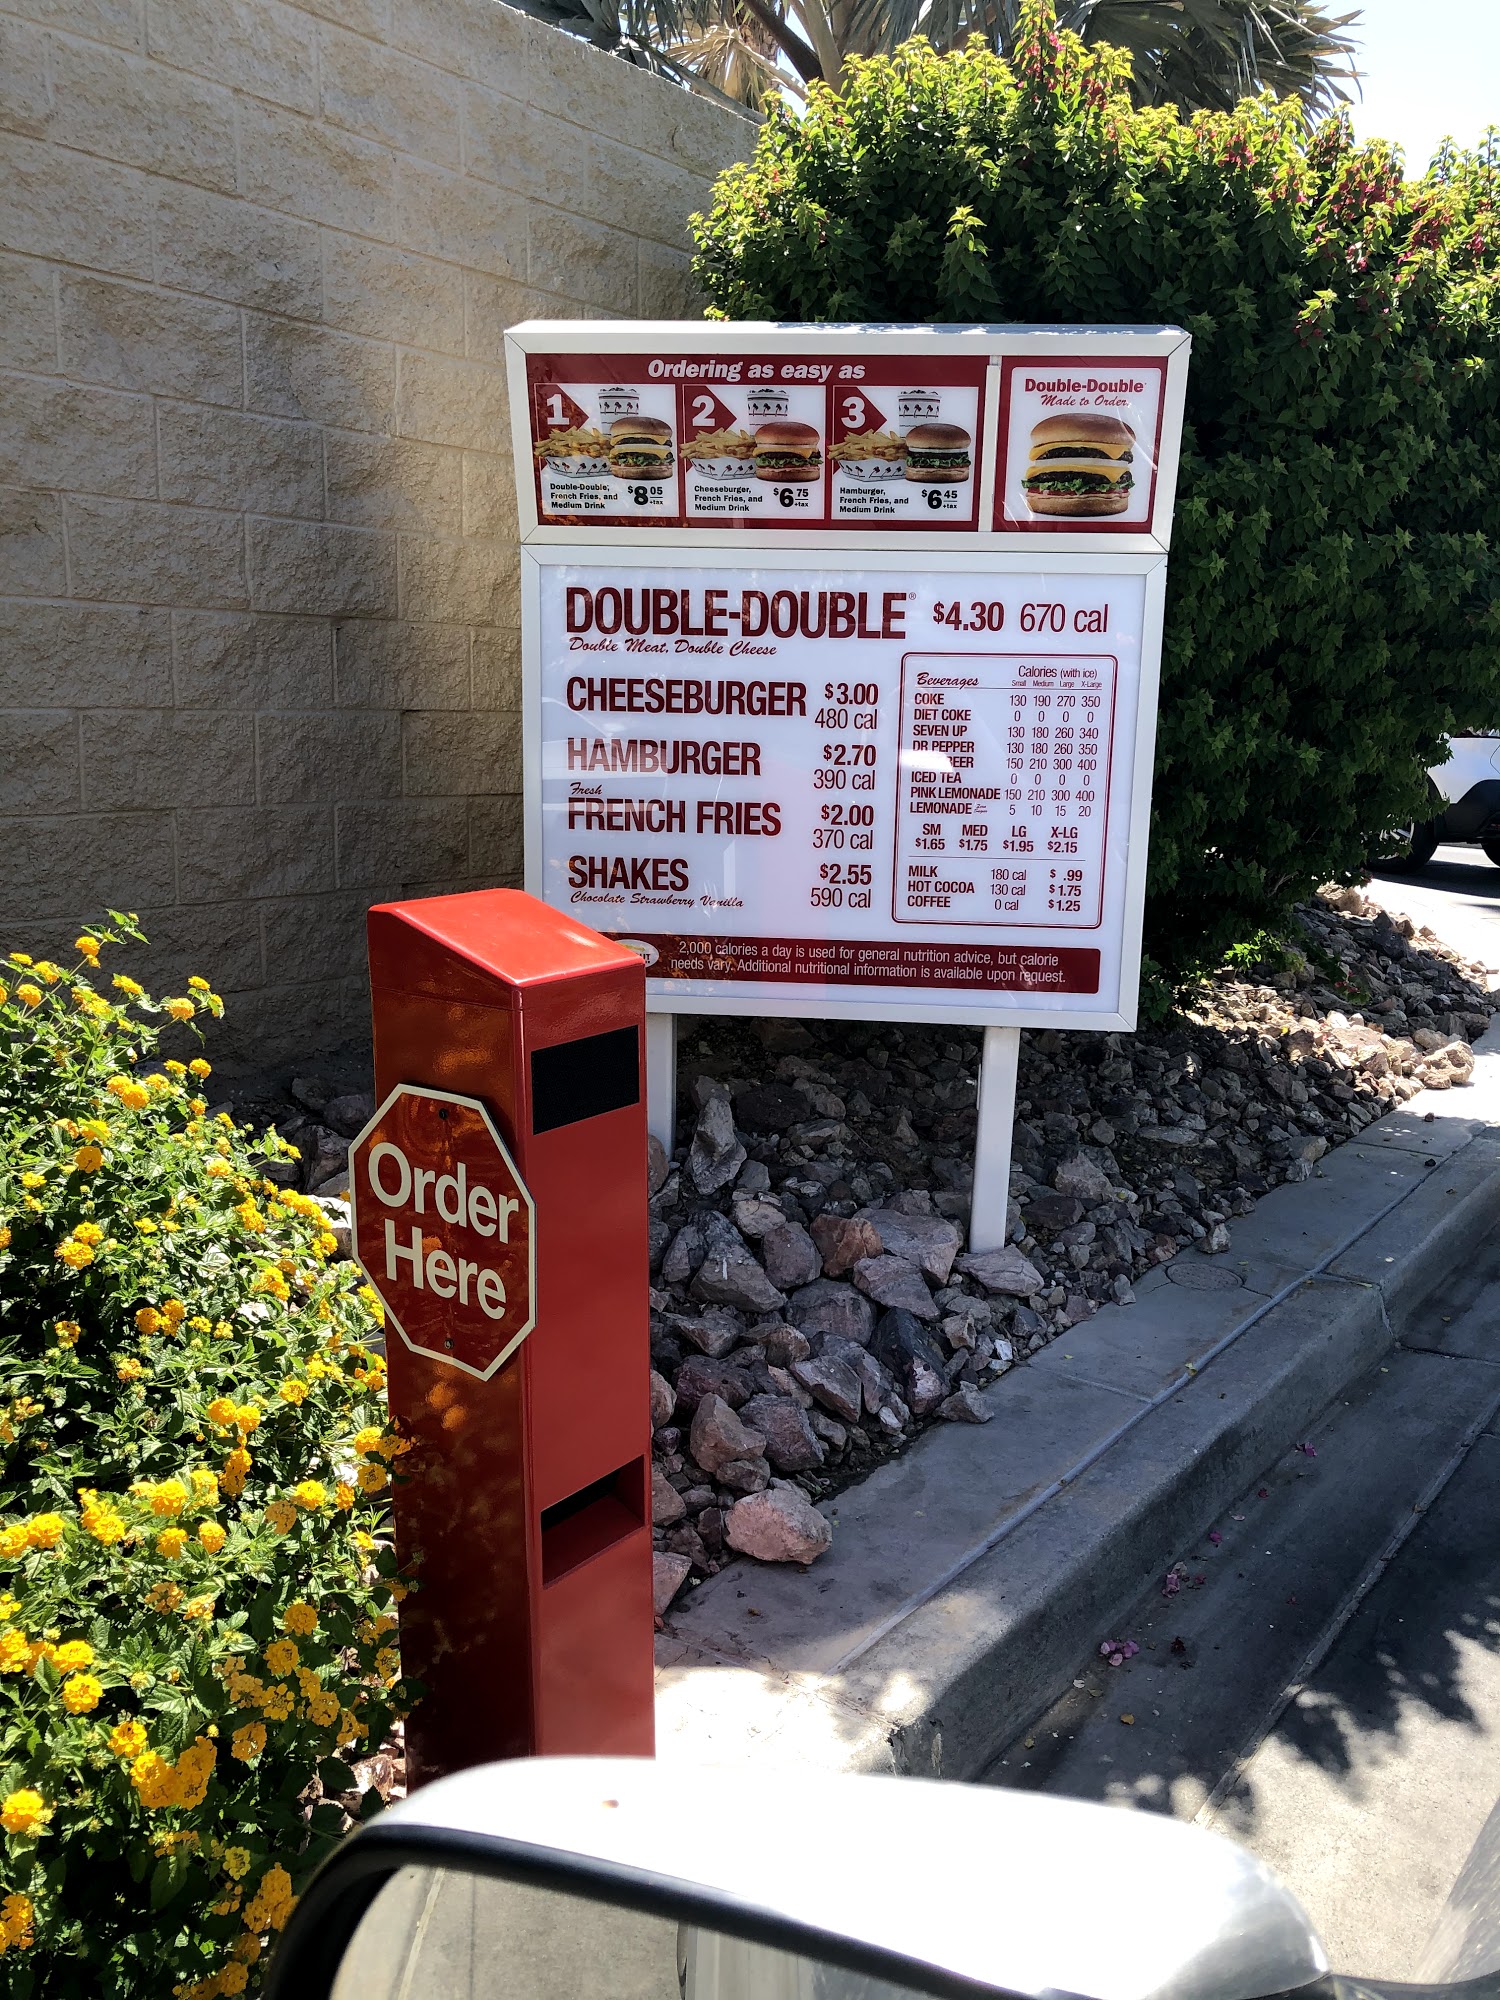 Ordering as easy as
1
Double-Double,
French Fries, and
Medium Drink
$8 05
+tax
2
Cheeseburger,
French Fries, and
Medium Drink
$6 75
+tax
3
Hamburger,
French Fries, and
Medium Drink
$6 45
+tax
Double-Double
Made to Order.
DOUBLE-DOUBLE® $4.30 670 cal
Double Meat, Double Cheese
CHEESEBURGER $3.00
480 cal
HAMBURGER $2.70
390 cal
Fresh
FRENCH FRIES $2.00
370 cal
SHAKES $2.55
590 cal
Chocolate Strawberry Vanilla
Beverages Calories (with ice)
Small Medium Large X-Large
COKE 130 190 270 350
DIET COKE 0 0 0 0
SEVEN UP 130 180 260 340
DR PEPPER 130 180 260 350
BEER 150 210 300 400
ICED TEA 0 0 0 0
PINK LEMONADE 150 210 300 400
LEMONADE 5 10 15 20
SM MED LG X-LG
$1.65 $1.75 $1.95 $2.15
MILK 180 cal $ .99
HOT COCOA 130 cal $1.75
COFFEE 0 cal $1.25
2,000 calories a day is used for general nutrition advice, but calorie
needs vary. Additional nutritional information is available upon request.
Order
Here